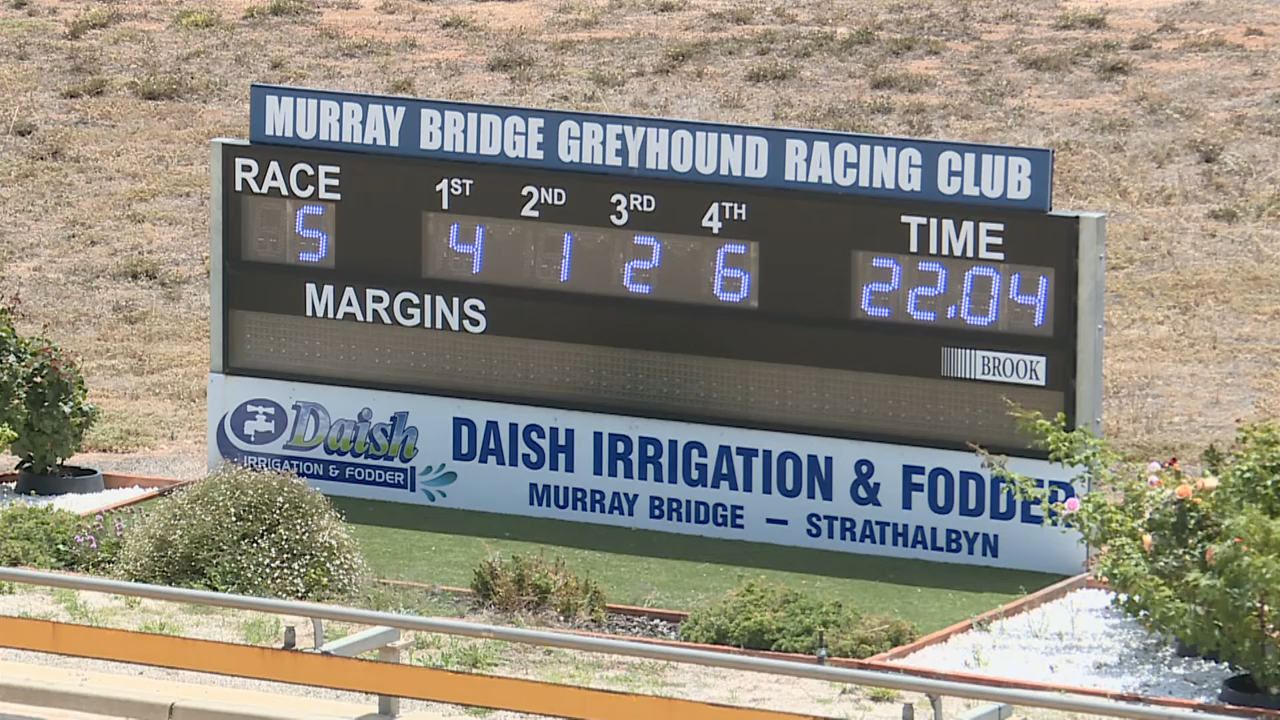 MURRAY BRIDGE GREYHOUND RACING CLUB
RACE 1ST 2ND 3RD 4TH TIME
5 4 1 2 6 22.04
MARGINS
BROOK
Daish
IRRIGATION & FODDER
DAISH IRRIGATION & FODDER
MURRAY BRIDGE – STRATHALBYN